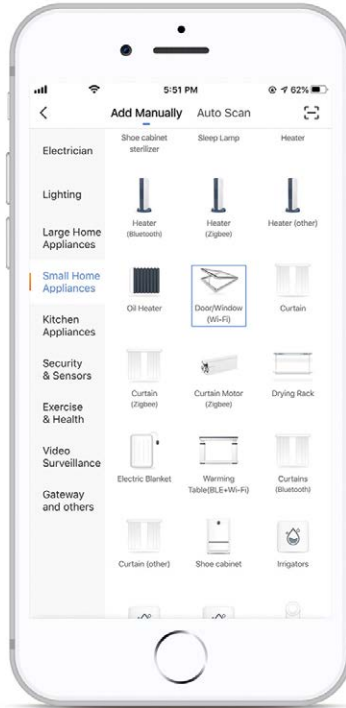 5:51 PM
62%
Add Manually
Auto Scan
Electrician
Lighting
Large Home
Appliances
Small Home
Appliances
Kitchen
Appliances
Security
& Sensors
Exercise
& Health
Video
Surveillance
Gateway
and others
Shoe cabinet
sterilizer
Sleep Lamp
Heater
Heater
(Bluetooth)
Heater
(Zigbee)
Heater (other)
Oil Heater
Door/Window
(Wi-Fi)
Curtain
Curtain
(Zigbee)
Curtain Motor
(Zigbee)
Drying Rack
Electric Blanket
Warming
Table(BLE+Wi-Fi)
Curtains
(Bluetooth)
Curtain (other)
Shoe cabinet
Irrigators